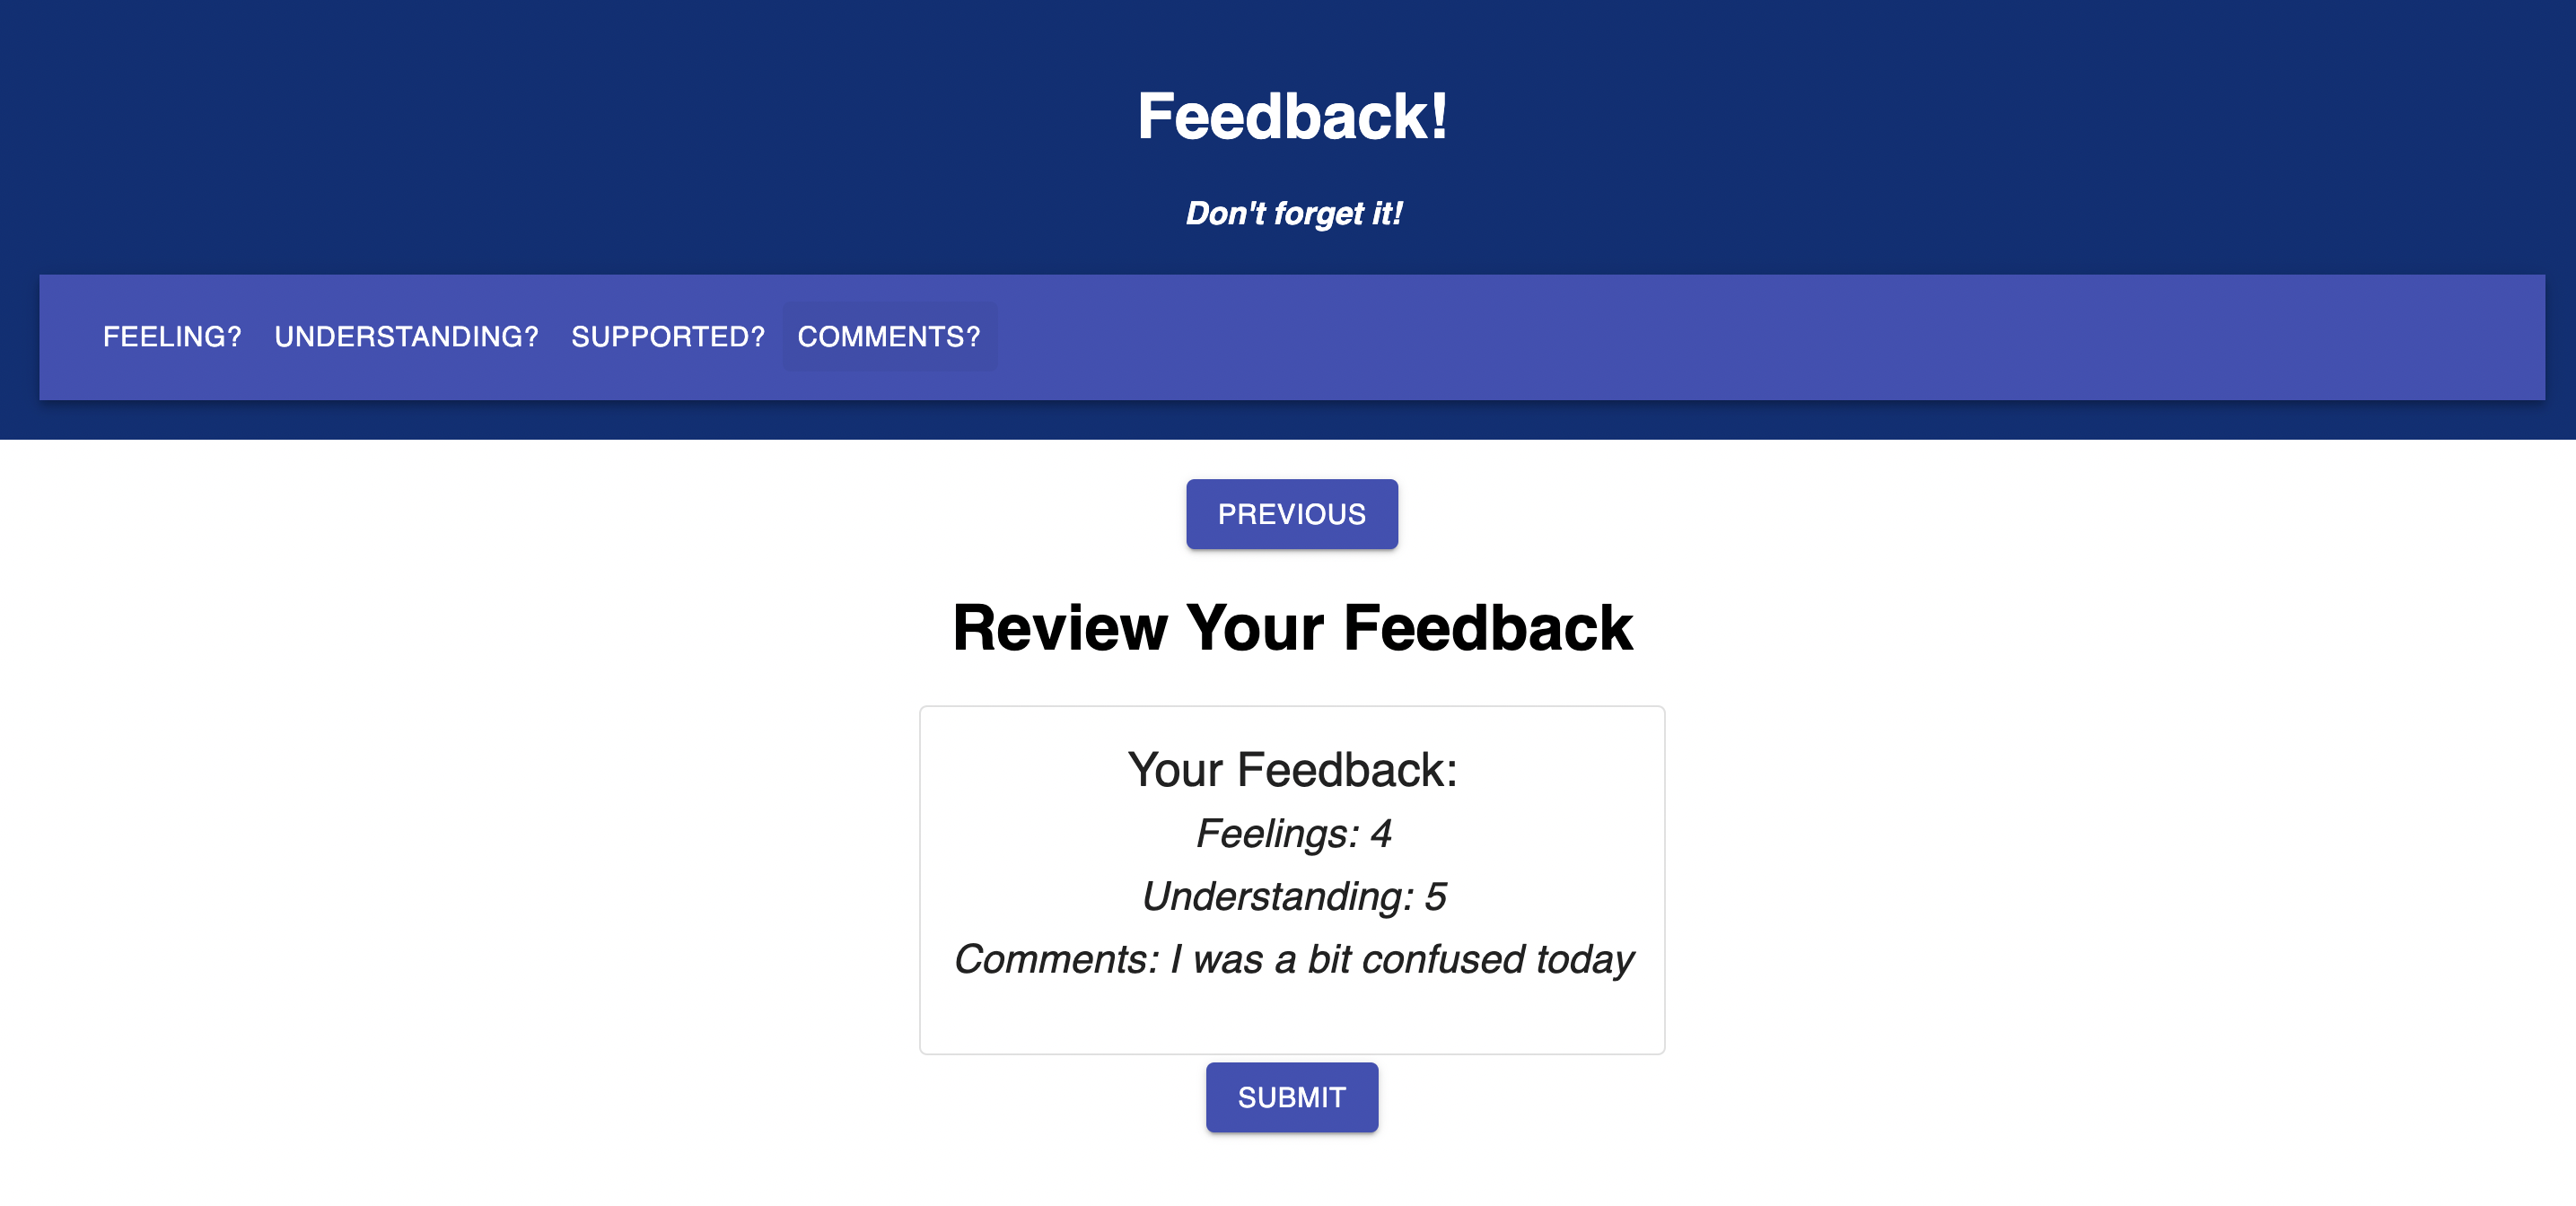 Feedback!
Don't forget it!
FEELING? UNDERSTANDING? SUPPORTED? COMMENTS?
PREVIOUS
Review Your Feedback
Your Feedback:
Feelings: 4
Understanding: 5
Comments: I was a bit confused today
SUBMIT